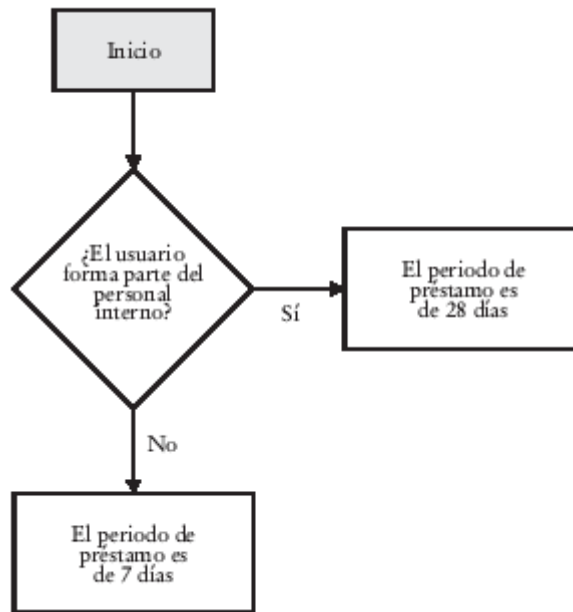 Inicio
¿El usuario
forma parte del
personal
interno?
Sí
El periodo de
préstamo es
de 28 días
No
El periodo de
préstamo es
de 7 días